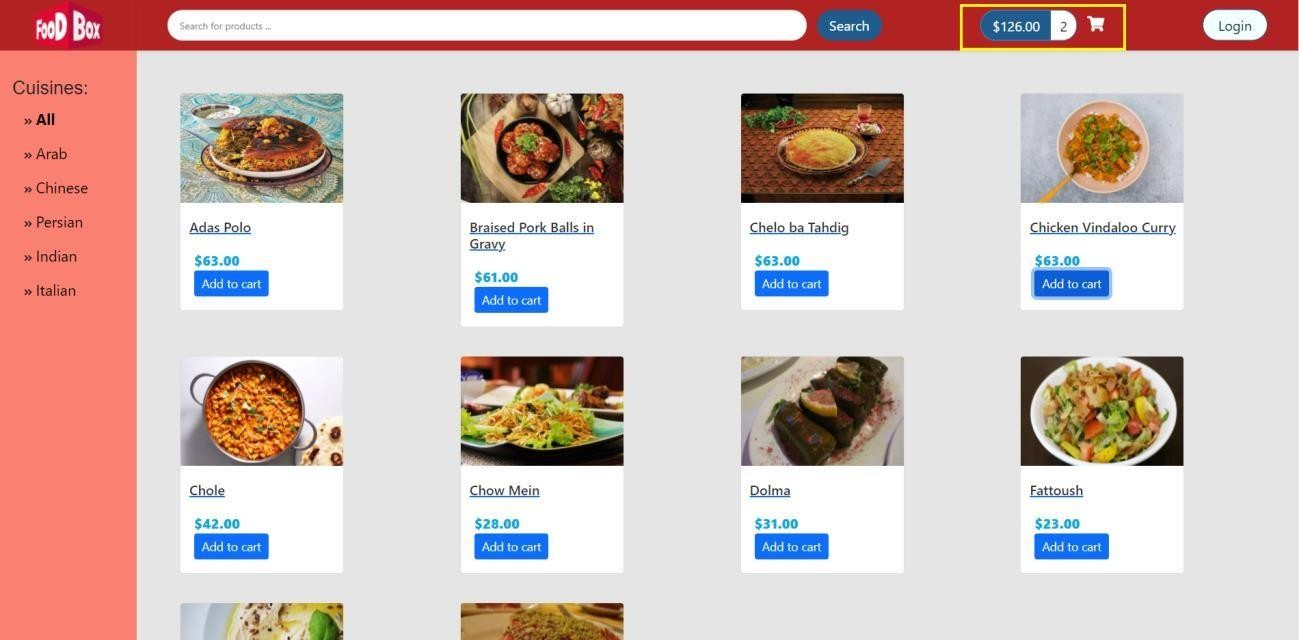 FooD Box
Search for products ...
Search
$126.00 2
Login
Cuisines:
» All
» Arab
» Chinese
» Persian
» Indian
» Italian
Adas Polo
$63.00
Add to cart
Braised Pork Balls in
Gravy
$61.00
Add to cart
Chelo ba Tahdig
$63.00
Add to cart
Chicken Vindaloo Curry
$63.00
Add to cart
Chole
$42.00
Add to cart
Chow Mein
$28.00
Add to cart
Dolma
$31.00
Add to cart
Fattoush
$23.00
Add to cart